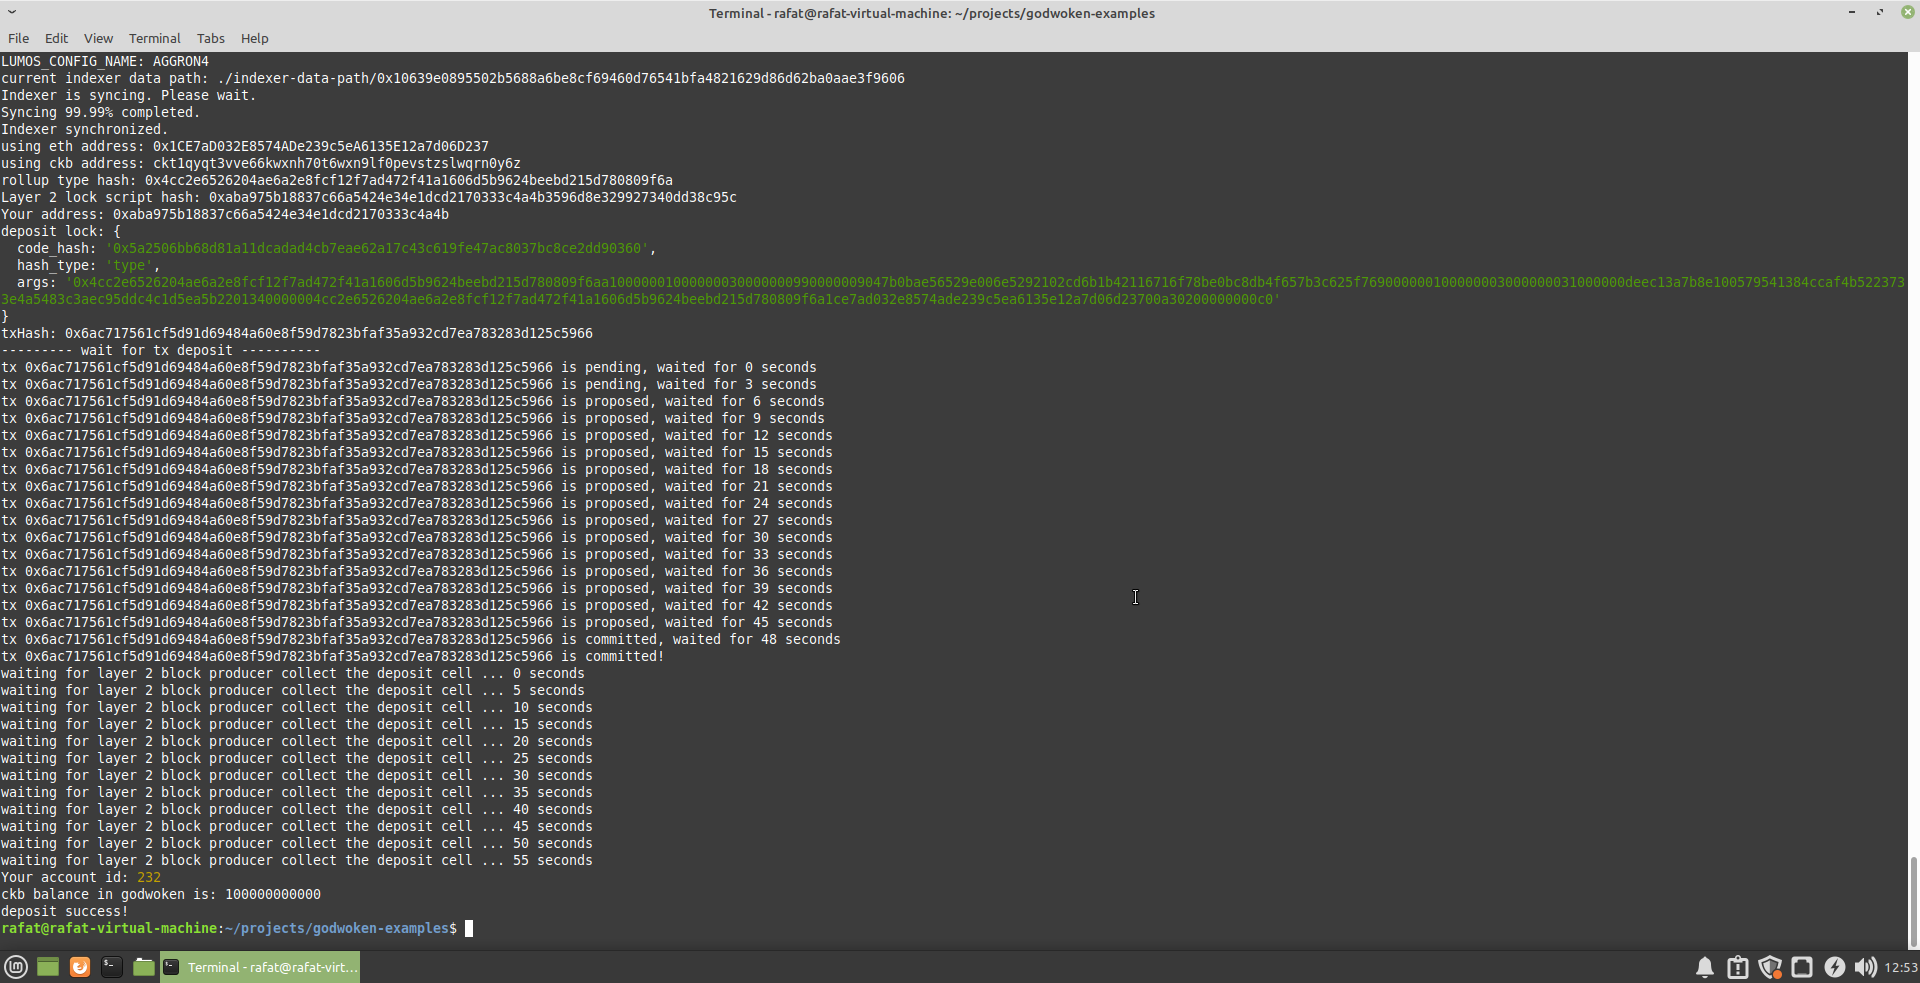 Terminal - rafat@rafat-virtual-machine: ~/projects/godwoken-examples
File Edit View Terminal Tabs Help
LUMOS_CONFIG_NAME: AGGRON4
current indexer data path: ./indexer-data-path/0x10639e0895502b5688a6be8cf69460d76541bfa4821629d86d62ba0aae3f9606
Indexer is syncing. Please wait.
Syncing 99.99% completed.
Indexer synchronized.
using eth address: 0x1CE7aD032E8574ADe239c5eA6135E12a7d06D237
using ckb address: ckt1qyqt3vve66kwxnh70t6wxn9lf0pevstzslwqrn0y6z
rollup type hash: 0x4cc2e6526204ae6a2e8fcf12f7ad472f41a1606d5b9624beebd215d780809f6a
Layer 2 lock script hash: 0xaba975b18837c66a5424e34e1dcd2170333c4a4b3596d8e329927340dd38c95c
Your address: 0xaba975b18837c66a5424e34e1dcd2170333c4a4b
deposit lock: {
  code_hash: '0x5a2506bb68d81a11dcadad4cb7eae62a17c43c619fe47ac8037bc8ce2dd90360',
  hash_type: 'type',
  args: '0x4cc2e6526204ae6a2e8fcf12f7ad472f41a1606d5b9624beebd215d780809f6aa10000001000000030000000990000009047b0bae56529e006e5292102cd6b1b42116716f78be0bc8db4f657b3c625f7690000000100000003000000031000000deec13a7b8e100579541384ccaf4b522373
3e4a5483c3aec95ddc4c1d5ea5b2201340000004cc2e6526204ae6a2e8fcf12f7ad472f41a1606d5b9624beebd215d780809f6a1ce7ad032e8574ade239c5ea6135e12a7d06d23700a30200000000c0'
}
txHash: 0x6ac717561cf5d91d69484a60e8f59d7823bfaf35a932cd7ea783283d125c5966
--------- wait for tx deposit ----------
tx 0x6ac717561cf5d91d69484a60e8f59d7823bfaf35a932cd7ea783283d125c5966 is pending, waited for 0 seconds
tx 0x6ac717561cf5d91d69484a60e8f59d7823bfaf35a932cd7ea783283d125c5966 is pending, waited for 3 seconds
tx 0x6ac717561cf5d91d69484a60e8f59d7823bfaf35a932cd7ea783283d125c5966 is proposed, waited for 6 seconds
tx 0x6ac717561cf5d91d69484a60e8f59d7823bfaf35a932cd7ea783283d125c5966 is proposed, waited for 9 seconds
tx 0x6ac717561cf5d91d69484a60e8f59d7823bfaf35a932cd7ea783283d125c5966 is proposed, waited for 12 seconds
tx 0x6ac717561cf5d91d69484a60e8f59d7823bfaf35a932cd7ea783283d125c5966 is proposed, waited for 15 seconds
tx 0x6ac717561cf5d91d69484a60e8f59d7823bfaf35a932cd7ea783283d125c5966 is proposed, waited for 18 seconds
tx 0x6ac717561cf5d91d69484a60e8f59d7823bfaf35a932cd7ea783283d125c5966 is proposed, waited for 21 seconds
tx 0x6ac717561cf5d91d69484a60e8f59d7823bfaf35a932cd7ea783283d125c5966 is proposed, waited for 24 seconds
tx 0x6ac717561cf5d91d69484a60e8f59d7823bfaf35a932cd7ea783283d125c5966 is proposed, waited for 27 seconds
tx 0x6ac717561cf5d91d69484a60e8f59d7823bfaf35a932cd7ea783283d125c5966 is proposed, waited for 30 seconds
tx 0x6ac717561cf5d91d69484a60e8f59d7823bfaf35a932cd7ea783283d125c5966 is proposed, waited for 33 seconds
tx 0x6ac717561cf5d91d69484a60e8f59d7823bfaf35a932cd7ea783283d125c5966 is proposed, waited for 36 seconds
tx 0x6ac717561cf5d91d69484a60e8f59d7823bfaf35a932cd7ea783283d125c5966 is proposed, waited for 39 seconds
tx 0x6ac717561cf5d91d69484a60e8f59d7823bfaf35a932cd7ea783283d125c5966 is proposed, waited for 42 seconds
tx 0x6ac717561cf5d91d69484a60e8f59d7823bfaf35a932cd7ea783283d125c5966 is proposed, waited for 45 seconds
tx 0x6ac717561cf5d91d69484a60e8f59d7823bfaf35a932cd7ea783283d125c5966 is committed, waited for 48 seconds
tx 0x6ac717561cf5d91d69484a60e8f59d7823bfaf35a932cd7ea783283d125c5966 is committed!
waiting for layer 2 block producer collect the deposit cell ... 0 seconds
waiting for layer 2 block producer collect the deposit cell ... 5 seconds
waiting for layer 2 block producer collect the deposit cell ... 10 seconds
waiting for layer 2 block producer collect the deposit cell ... 15 seconds
waiting for layer 2 block producer collect the deposit cell ... 20 seconds
waiting for layer 2 block producer collect the deposit cell ... 25 seconds
waiting for layer 2 block producer collect the deposit cell ... 30 seconds
waiting for layer 2 block producer collect the deposit cell ... 35 seconds
waiting for layer 2 block producer collect the deposit cell ... 40 seconds
waiting for layer 2 block producer collect the deposit cell ... 45 seconds
waiting for layer 2 block producer collect the deposit cell ... 50 seconds
waiting for layer 2 block producer collect the deposit cell ... 55 seconds
Your account id: 232
ckb balance in godwoken is: 100000000000
deposit success!
rafat@rafat-virtual-machine:~/projects/godwoken-examples$
Terminal - rafat@rafat-virt...
12:53